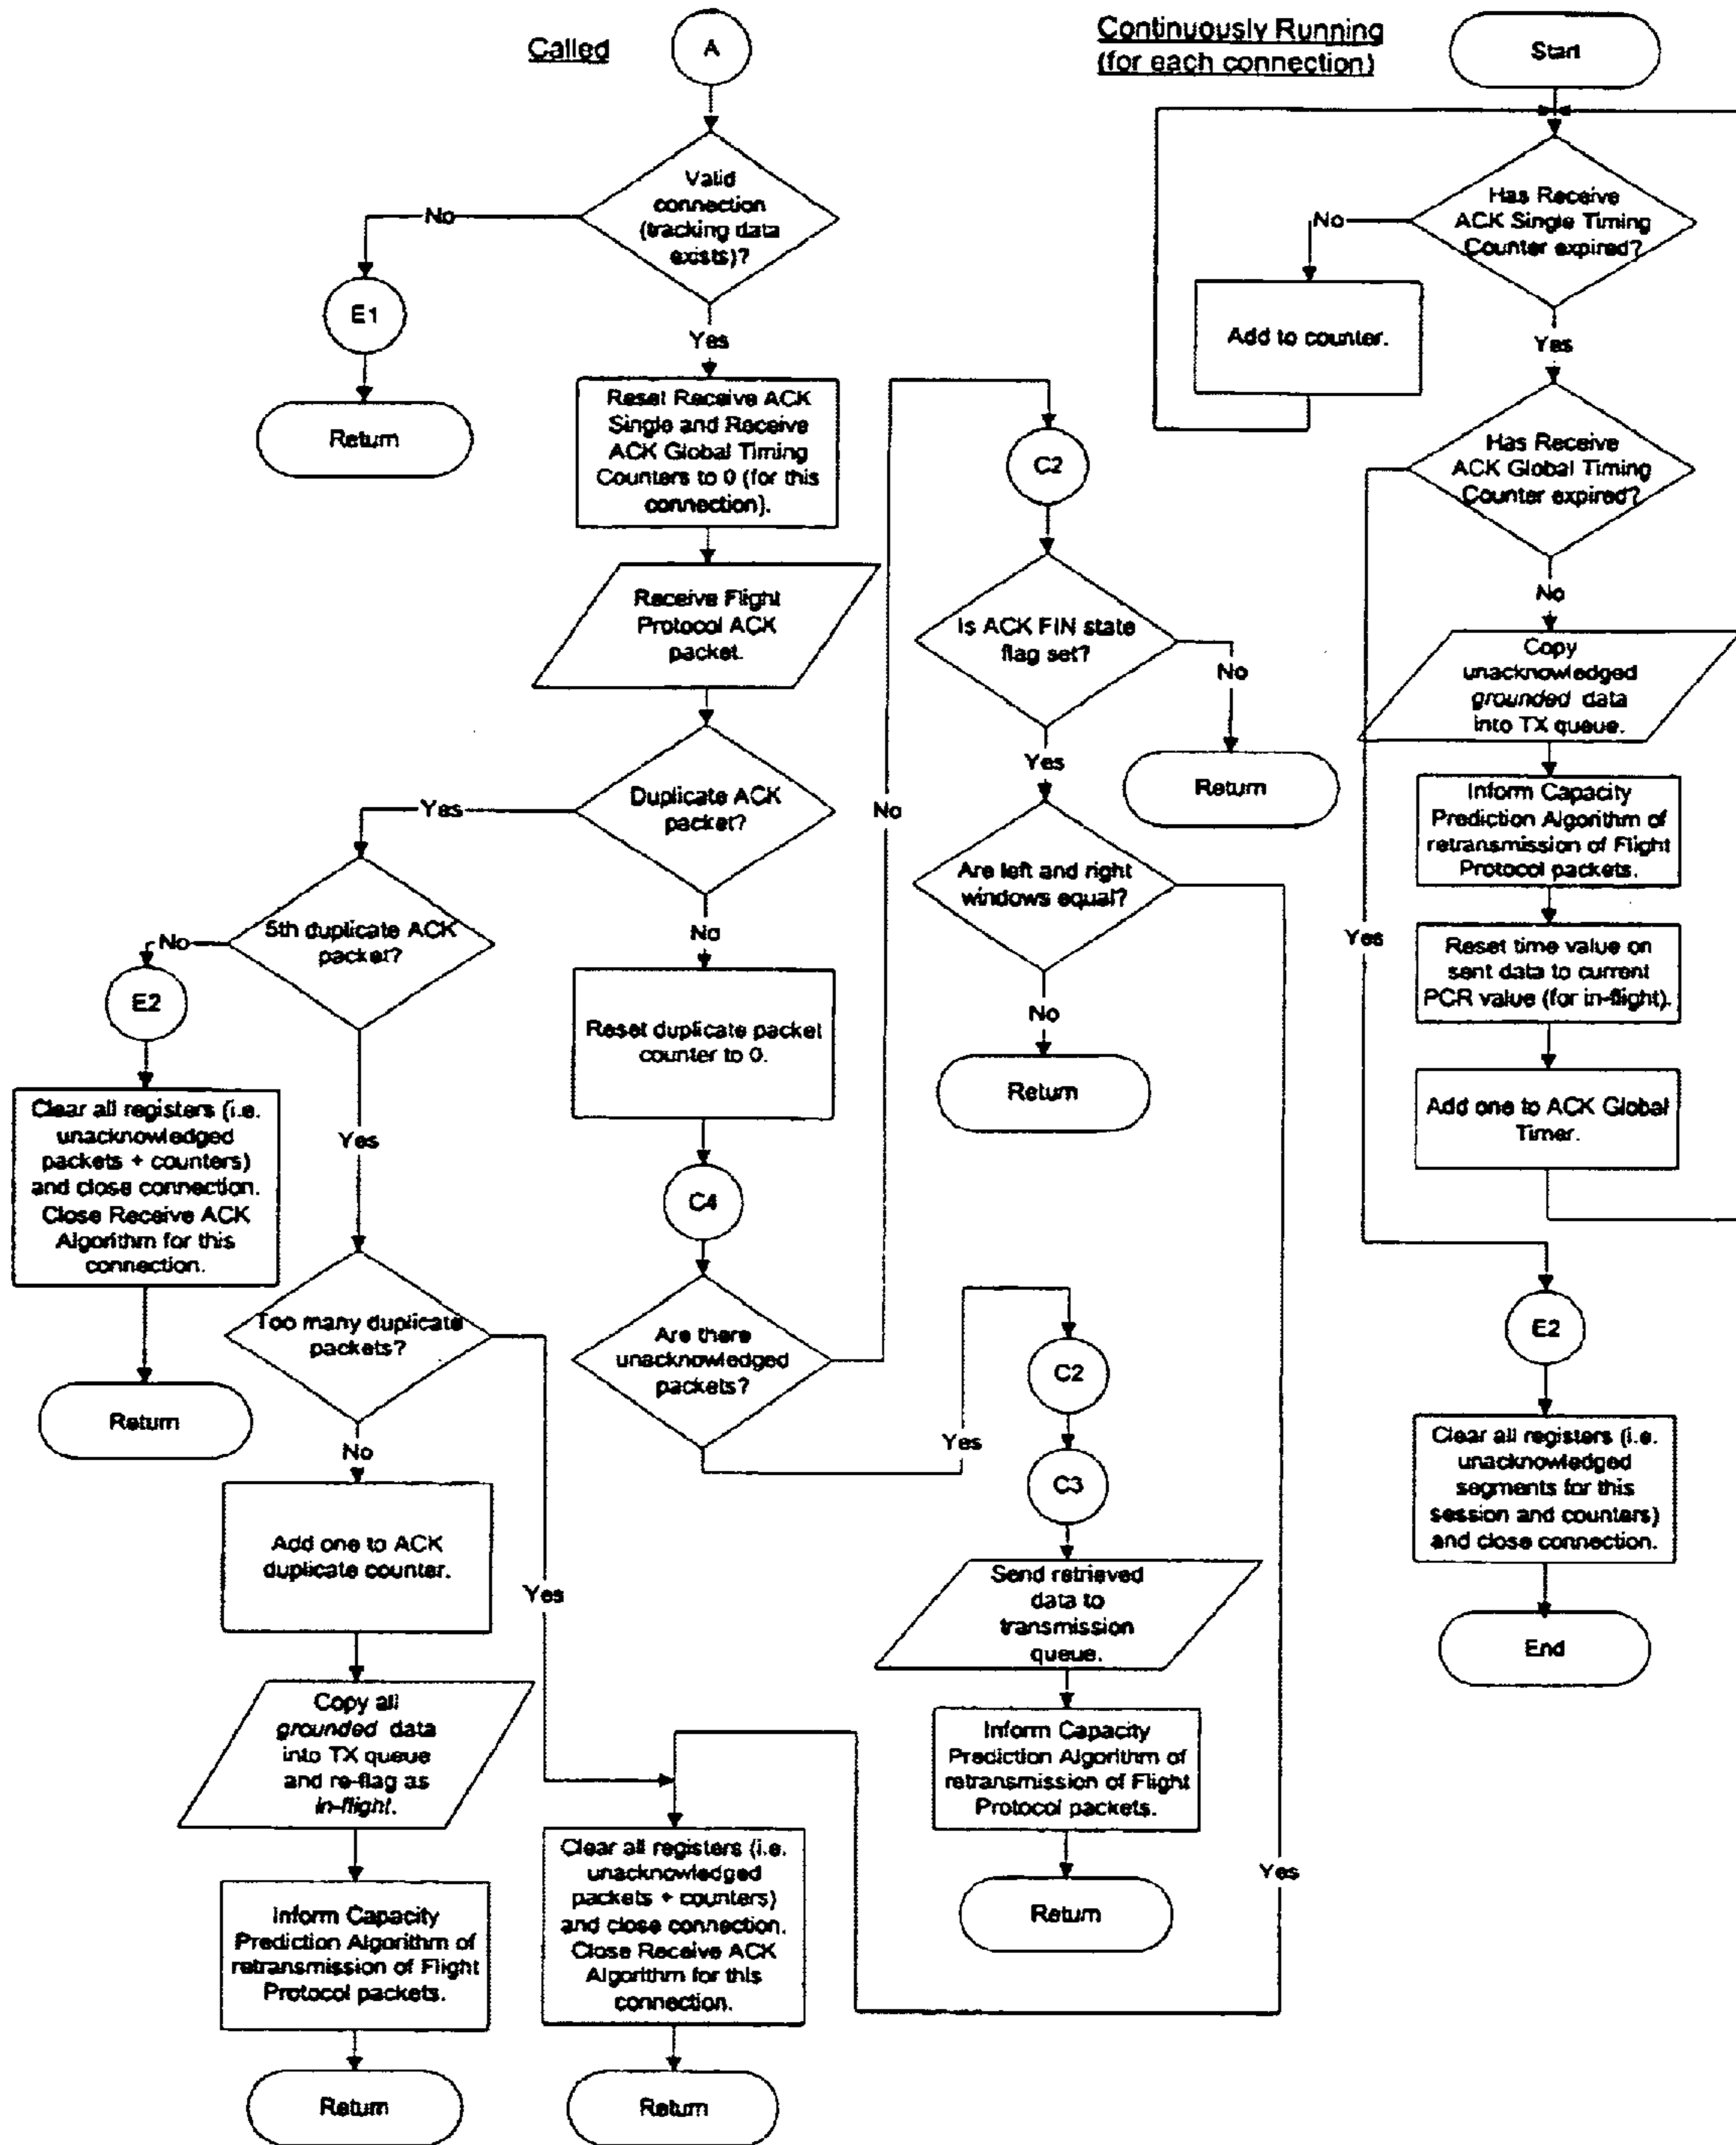 Called
A
Valid
connection
(tracking data
exists)?
No
E1
Return
Yes
Reset Receive ACK
Single and Receive
ACK Global Timing
Counters to 0 (for this
connection).
Receive Flight
Protocol ACK
packet.
Duplicate ACK
packet?
Yes
5th duplicate ACK
packet?
No
E2
Clear all registers (i.e.
unacknowledged
packets + counters)
and close connection.
Close Receive ACK
Algorithm for this
connection.
Return
Yes
Too many duplicate
packets?
No
Add one to ACK
duplicate counter.
Copy all
grounded data
into TX queue
and re-flag as
in-flight.
Inform Capacity
Prediction Algorithm of
retransmission of Flight
Protocol packets.
Return
Yes
Clear all registers (i.e.
unacknowledged
packets + counters)
and close connection.
Close Receive ACK
Algorithm for this
connection.
Return
No
Reset duplicate packet
counter to 0.
C4
Are there
unacknowledged
packets?
No
C2
Is ACK FIN state
flag set?
No
Return
Yes
Are left and right
windows equal?
No
Return
Yes
Yes
C2
C3
Send retrieved
data to
transmission
queue.
Inform Capacity
Prediction Algorithm of
retransmission of Flight
Protocol packets.
Return
Continuously Running
(for each connection)
Start
Has Receive
ACK Single Timing
Counter expired?
No
Add to counter.
Yes
Has Receive
ACK Global Timing
Counter expired?
No
Copy
unacknowledged
grounded data
into TX queue.
Inform Capacity
Prediction Algorithm of
retransmission of Flight
Protocol packets.
Reset time value on
sent data to current
PCR value (for in-flight).
Add one to ACK Global
Timer.
Yes
E2
Clear all registers (i.e.
unacknowledged
segments for this
session and counters)
and close connection.
End